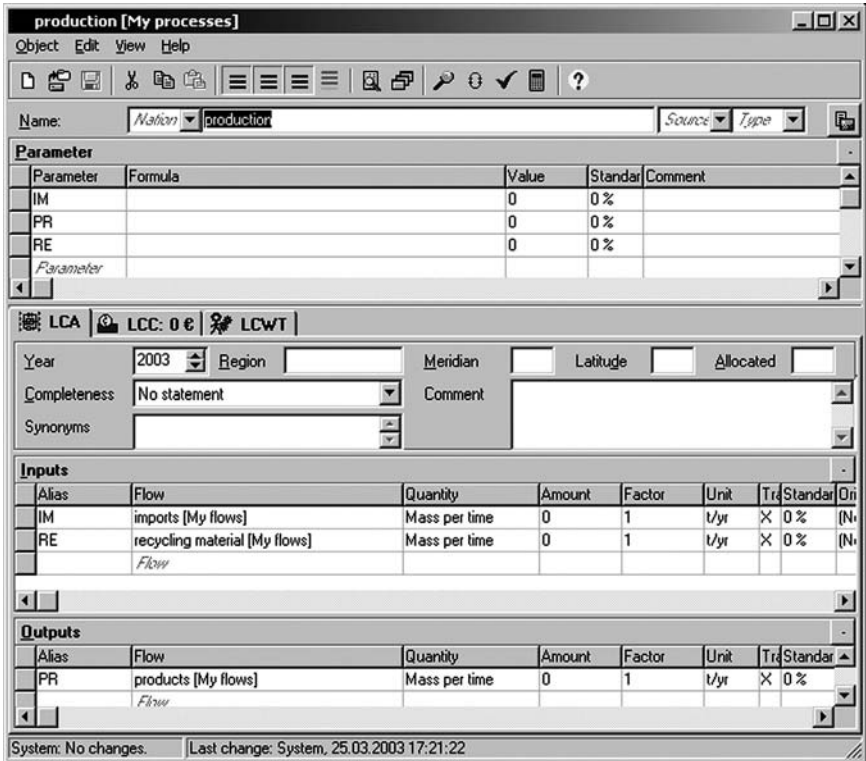 production [My processes]
Object Edit View Help
Name: Nation production Source Type
Parameter
Parameter Formula Value Standar Comment
IM 0 0 %
PR 0 0 %
RE 0 0 %
Parameter
LCA LCC: 0 € LCWT
Year 2003 Region Meridian Latitude Allocated
Completeness No statement Comment
Synonyms
Inputs
Alias Flow Quantity Amount Factor Unit Tra Standar Ori
IM imports [My flows] Mass per time 0 1 t/yr X 0 % (No
RE recycling material [My flows] Mass per time 0 1 t/yr X 0 % (No
Flow
Outputs
Alias Flow Quantity Amount Factor Unit Tra Standar
PR products [My flows] Mass per time 0 1 t/yr X 0 %
Flow
System: No changes. Last change: System, 25.03.2003 17:21:22